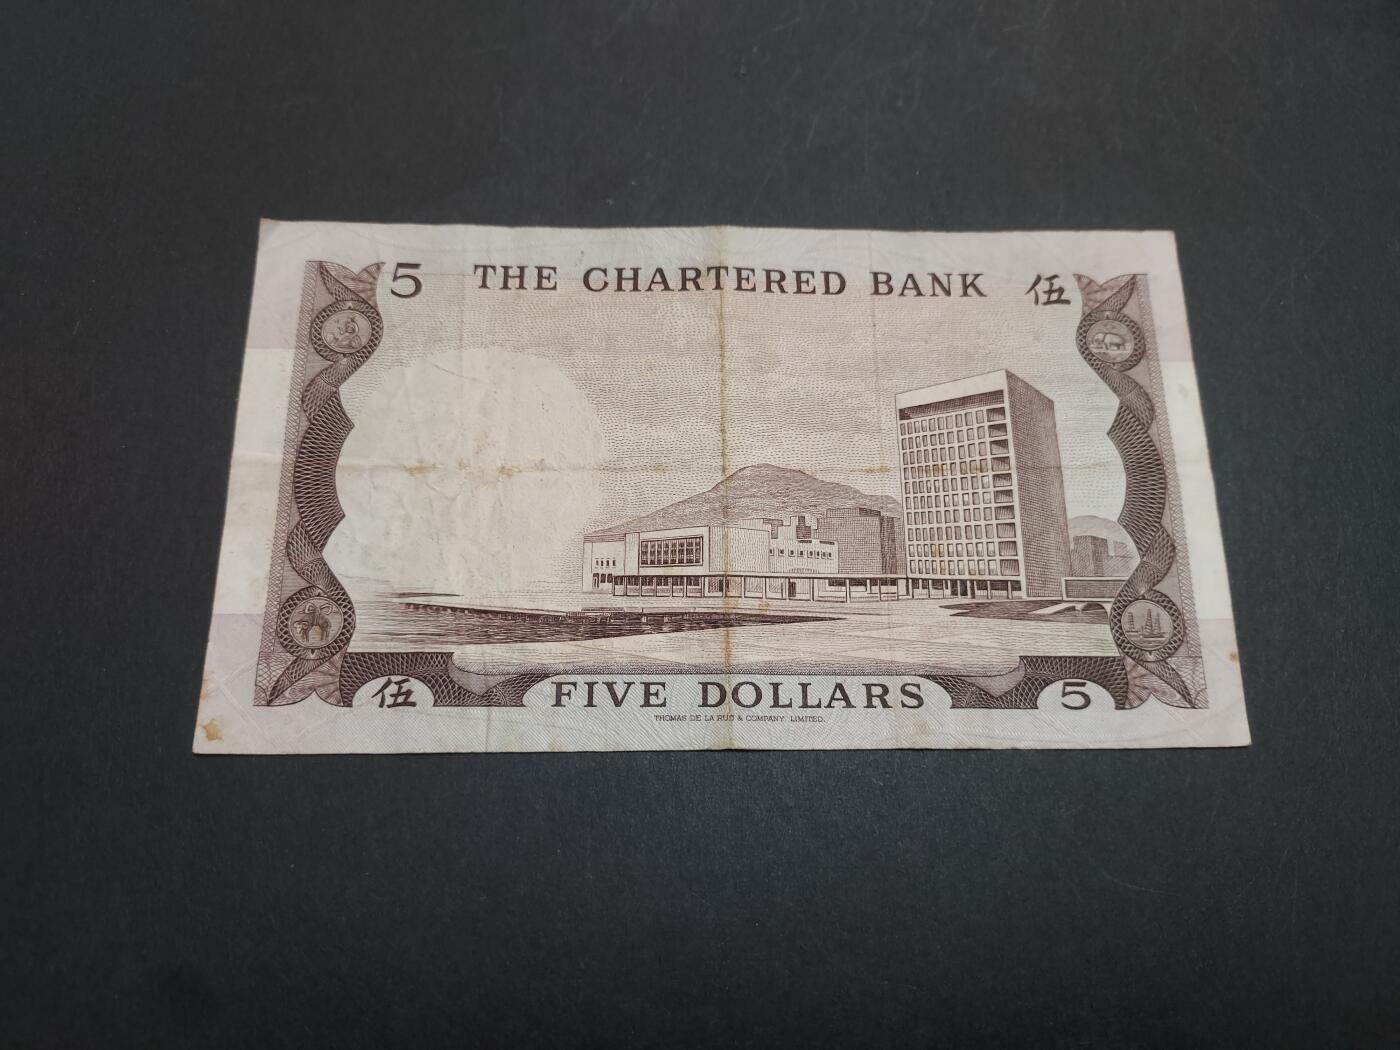 5 THE CHARTERED BANK 伍
伍 FIVE DOLLARS 5
THOMAS DE LA RUE & COMPANY, LIMITED.